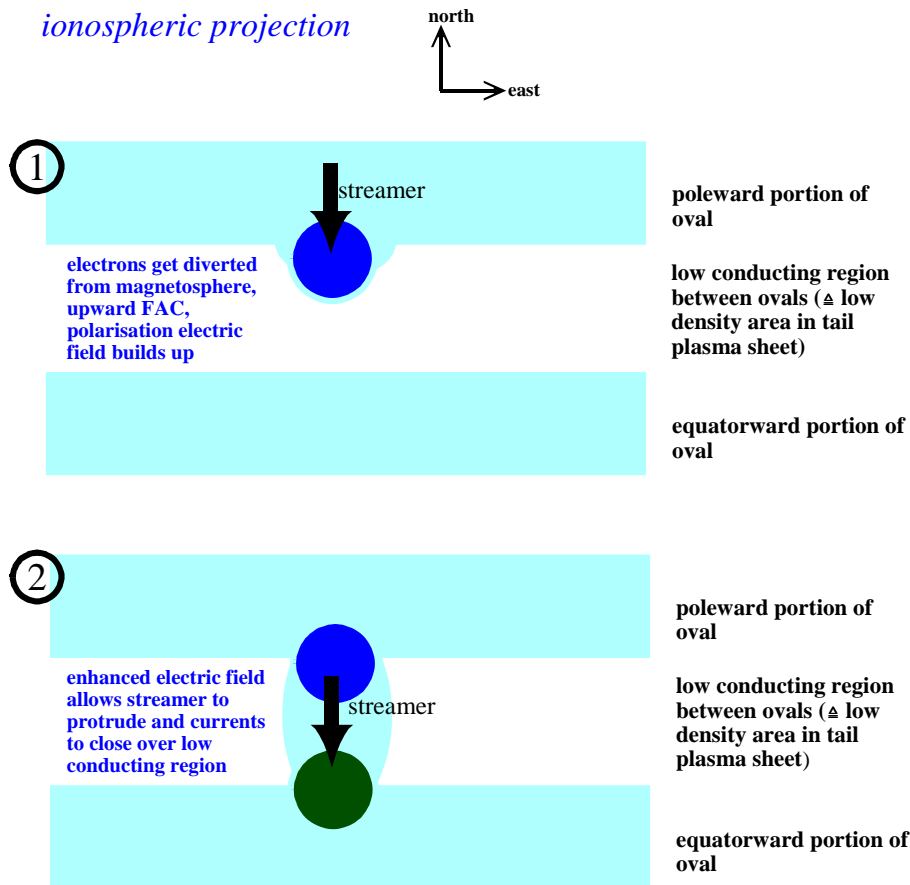 ionospheric projection
north
east
1
streamer
poleward portion of
oval
electrons get diverted
from magnetosphere,
upward FAC,
polarisation electric
field builds up
low conducting region
between ovals (≙ low
density area in tail
plasma sheet)
equatorward portion of
oval
2
poleward portion of
oval
enhanced electric field
allows streamer to
protrude and currents
to close over low
conducting region
streamer
low conducting region
between ovals (≙ low
density area in tail
plasma sheet)
equatorward portion of
oval